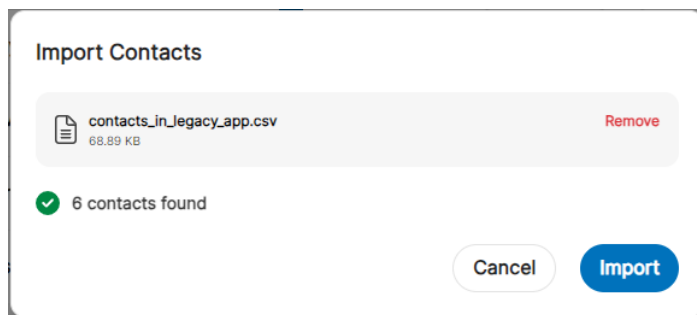 Import Contacts
contacts_in_legacy_app.csv
Remove
68.89 KB
6 contacts found
Cancel
Import